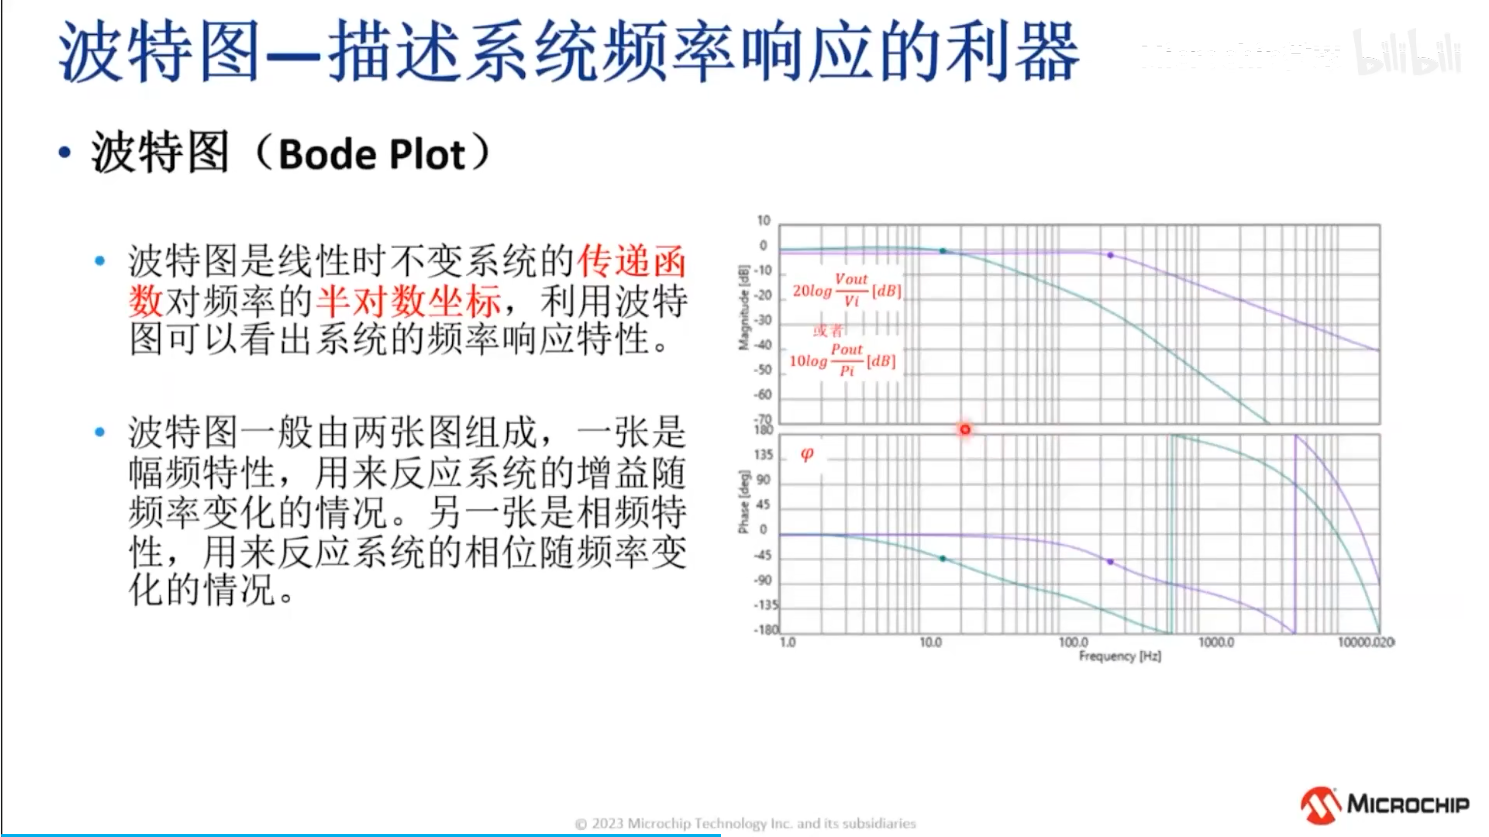 波特图—描述系统频率响应的利器
bilibili
• 波特图（Bode Plot）
• 波特图是线性时不变系统的传递函
数对频率的半对数坐标，利用波特
图可以看出系统的频率响应特性。
• 波特图一般由两张图组成，一张是
幅频特性，用来反应系统的增益随
频率变化的情况。另一张是相频特
性，用来反应系统的相位随频率变
化的情况。
10
0
-10
-20
-30
-40
-50
-60
-70
Magnitude [dB]
20log Vout/Vi [dB]
或者
10log Pout/Pi [dB]
180
135
90
45
0
-45
-90
-135
-180
Phase [deg]
φ
1.0 10.0 100.0 1000.0 10000.020
Frequency [Hz]
MICROCHIP
© 2023 Microchip Technology Inc. and its subsidiaries